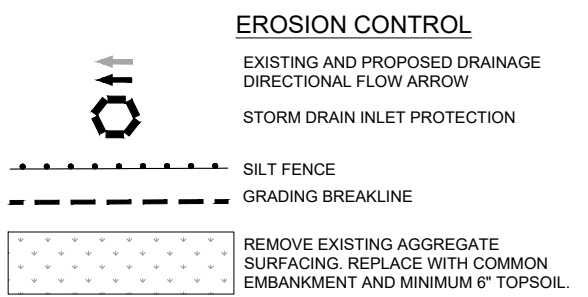 EROSION CONTROL
EXISTING AND PROPOSED DRAINAGE
DIRECTIONAL FLOW ARROW
STORM DRAIN INLET PROTECTION
SILT FENCE
GRADING BREAKLINE
REMOVE EXISTING AGGREGATE
SURFACING. REPLACE WITH COMMON
EMBANKMENT AND MINIMUM 6" TOPSOIL.